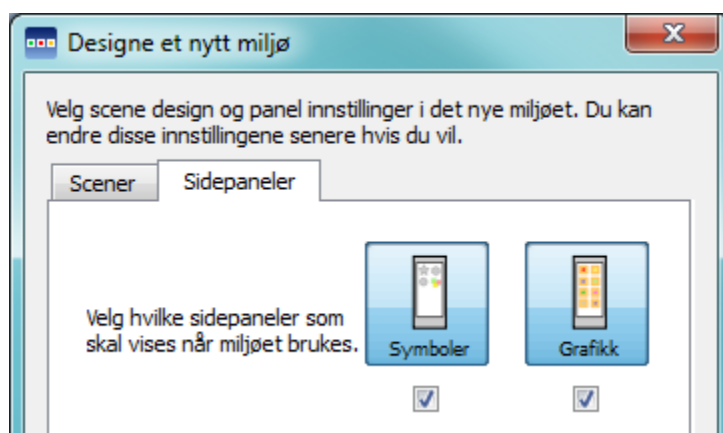 Designe et nytt miljø
Velg scene design og panel innstillinger i det nye miljøet. Du kan
endre disse innstillingene senere hvis du vil.
Scener
Sidepaneler
Velg hvilke sidepaneler som
skal vises når miljøet brukes.
Symboler
Grafikk